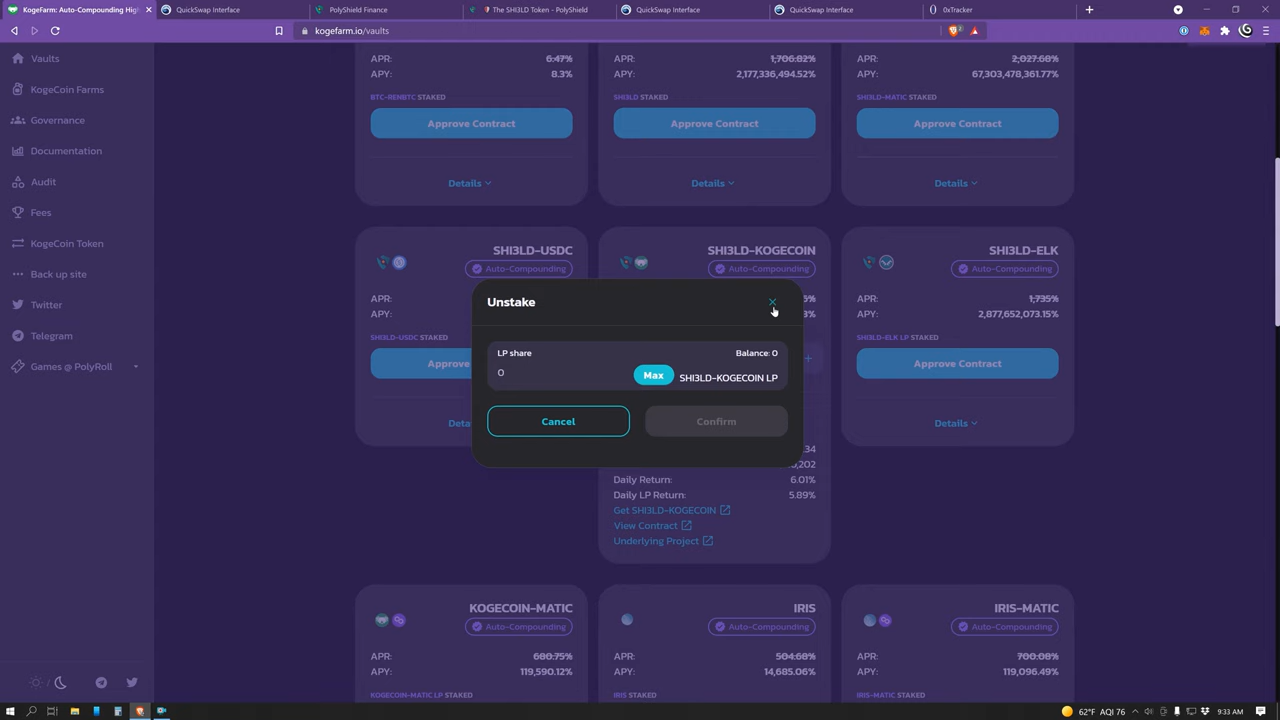 KogeFarm: Auto-Compounding Hig
QuickSwap Interface
PolyShield Finance
The SHI3LD Token - PolyShield
QuickSwap Interface
QuickSwap Interface
0xTracker
kogefarm.io/vaults
Vaults
KogeCoin Farms
Governance
Documentation
Audit
Fees
KogeCoin Token
Back up site
Twitter
Telegram
Games @ PolyRoll
APR: 6.47%
APY: 8.3%
BTC-RENBTC STAKED
Approve Contract
Details
APR: 1,706.82%
APY: 2,177,336,494.52%
SHI3LD STAKED
Approve Contract
Details
APR: 2,027.68%
APY: 67,303,478,361.77%
SHI3LD-MATIC STAKED
Approve Contract
Details
SHI3LD-USDC
Auto-Compounding
APR:
APY:
SHI3LD-USDC STAKED
Approve
Deta
SHI3LD-KOGECOIN
Auto-Compounding
Daily Return: 6.01%
Daily LP Return: 5.89%
Get SHI3LD-KOGECOIN
View Contract
Underlying Project
SHI3LD-ELK
Auto-Compounding
APR: 1,735%
APY: 2,877,652,073.15%
SHI3LD-ELK LP STAKED
Approve Contract
Details
Unstake
LP share
Balance: 0
0
Max
SHI3LD-KOGECOIN LP
Cancel
Confirm
KOGECOIN-MATIC
Auto-Compounding
APR: 680.75%
APY: 119,590.12%
KOGECOIN-MATIC LP STAKED
IRIS
Auto-Compounding
APR: 504.68%
APY: 14,685.06%
IRIS STAKED
IRIS-MATIC
Auto-Compounding
APR: 700.08%
APY: 119,096.49%
IRIS-MATIC STAKED
62°F AQI 76
9:33 AM